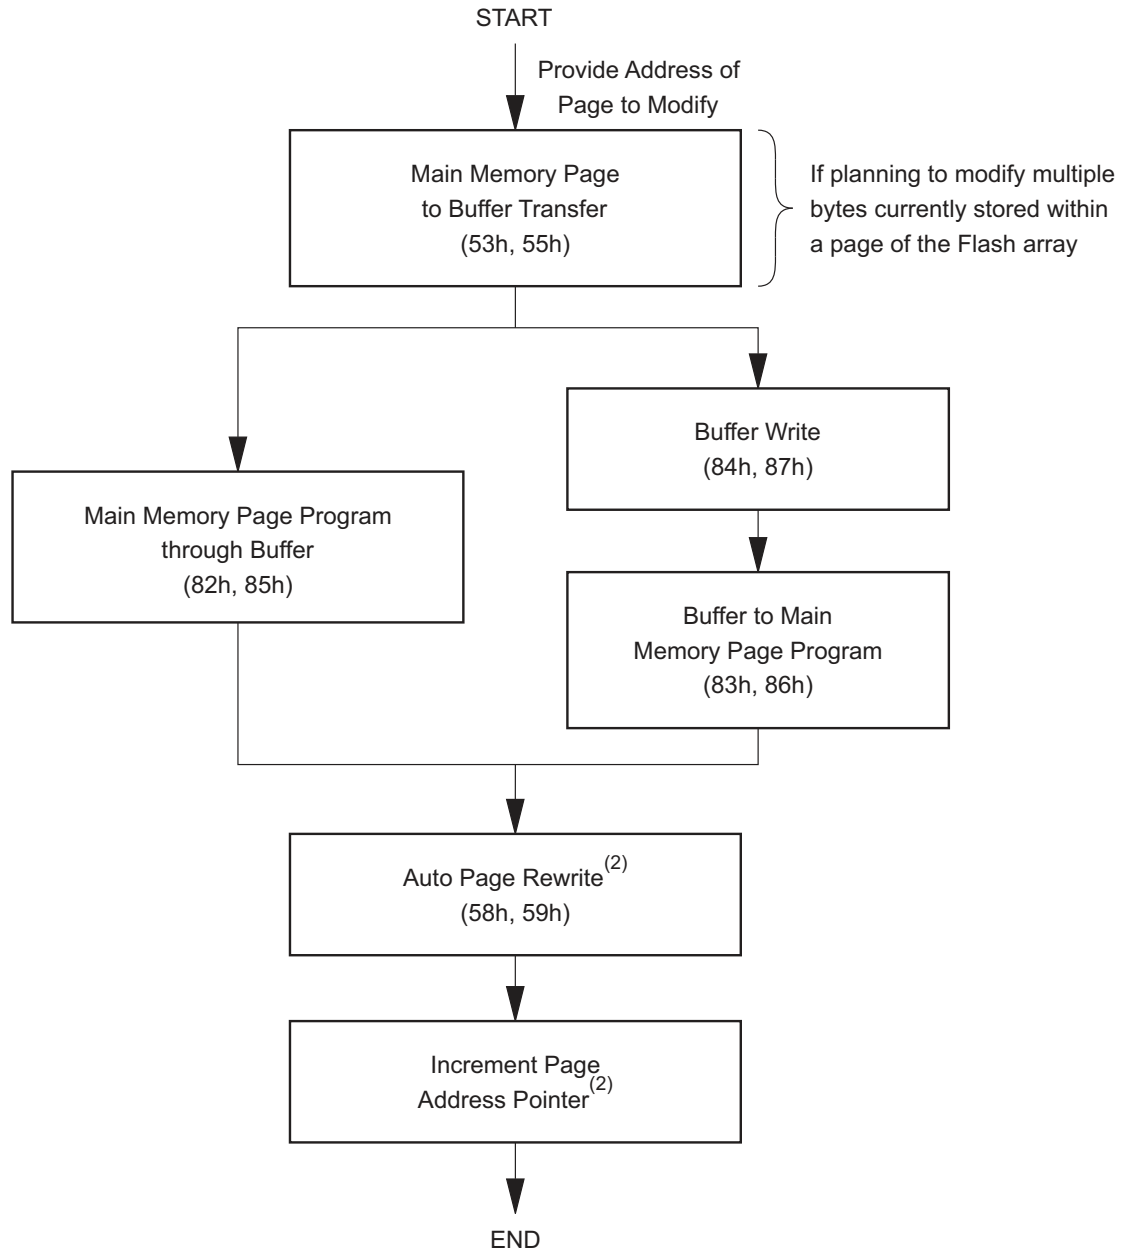 START
Provide Address of
Page to Modify
Main Memory Page
to Buffer Transfer
(53h, 55h)
If planning to modify multiple
bytes currently stored within
a page of the Flash array
Buffer Write
(84h, 87h)
Main Memory Page Program
through Buffer
(82h, 85h)
Buffer to Main
Memory Page Program
(83h, 86h)
Auto Page Rewrite(2)
(58h, 59h)
Increment Page
Address Pointer(2)
END